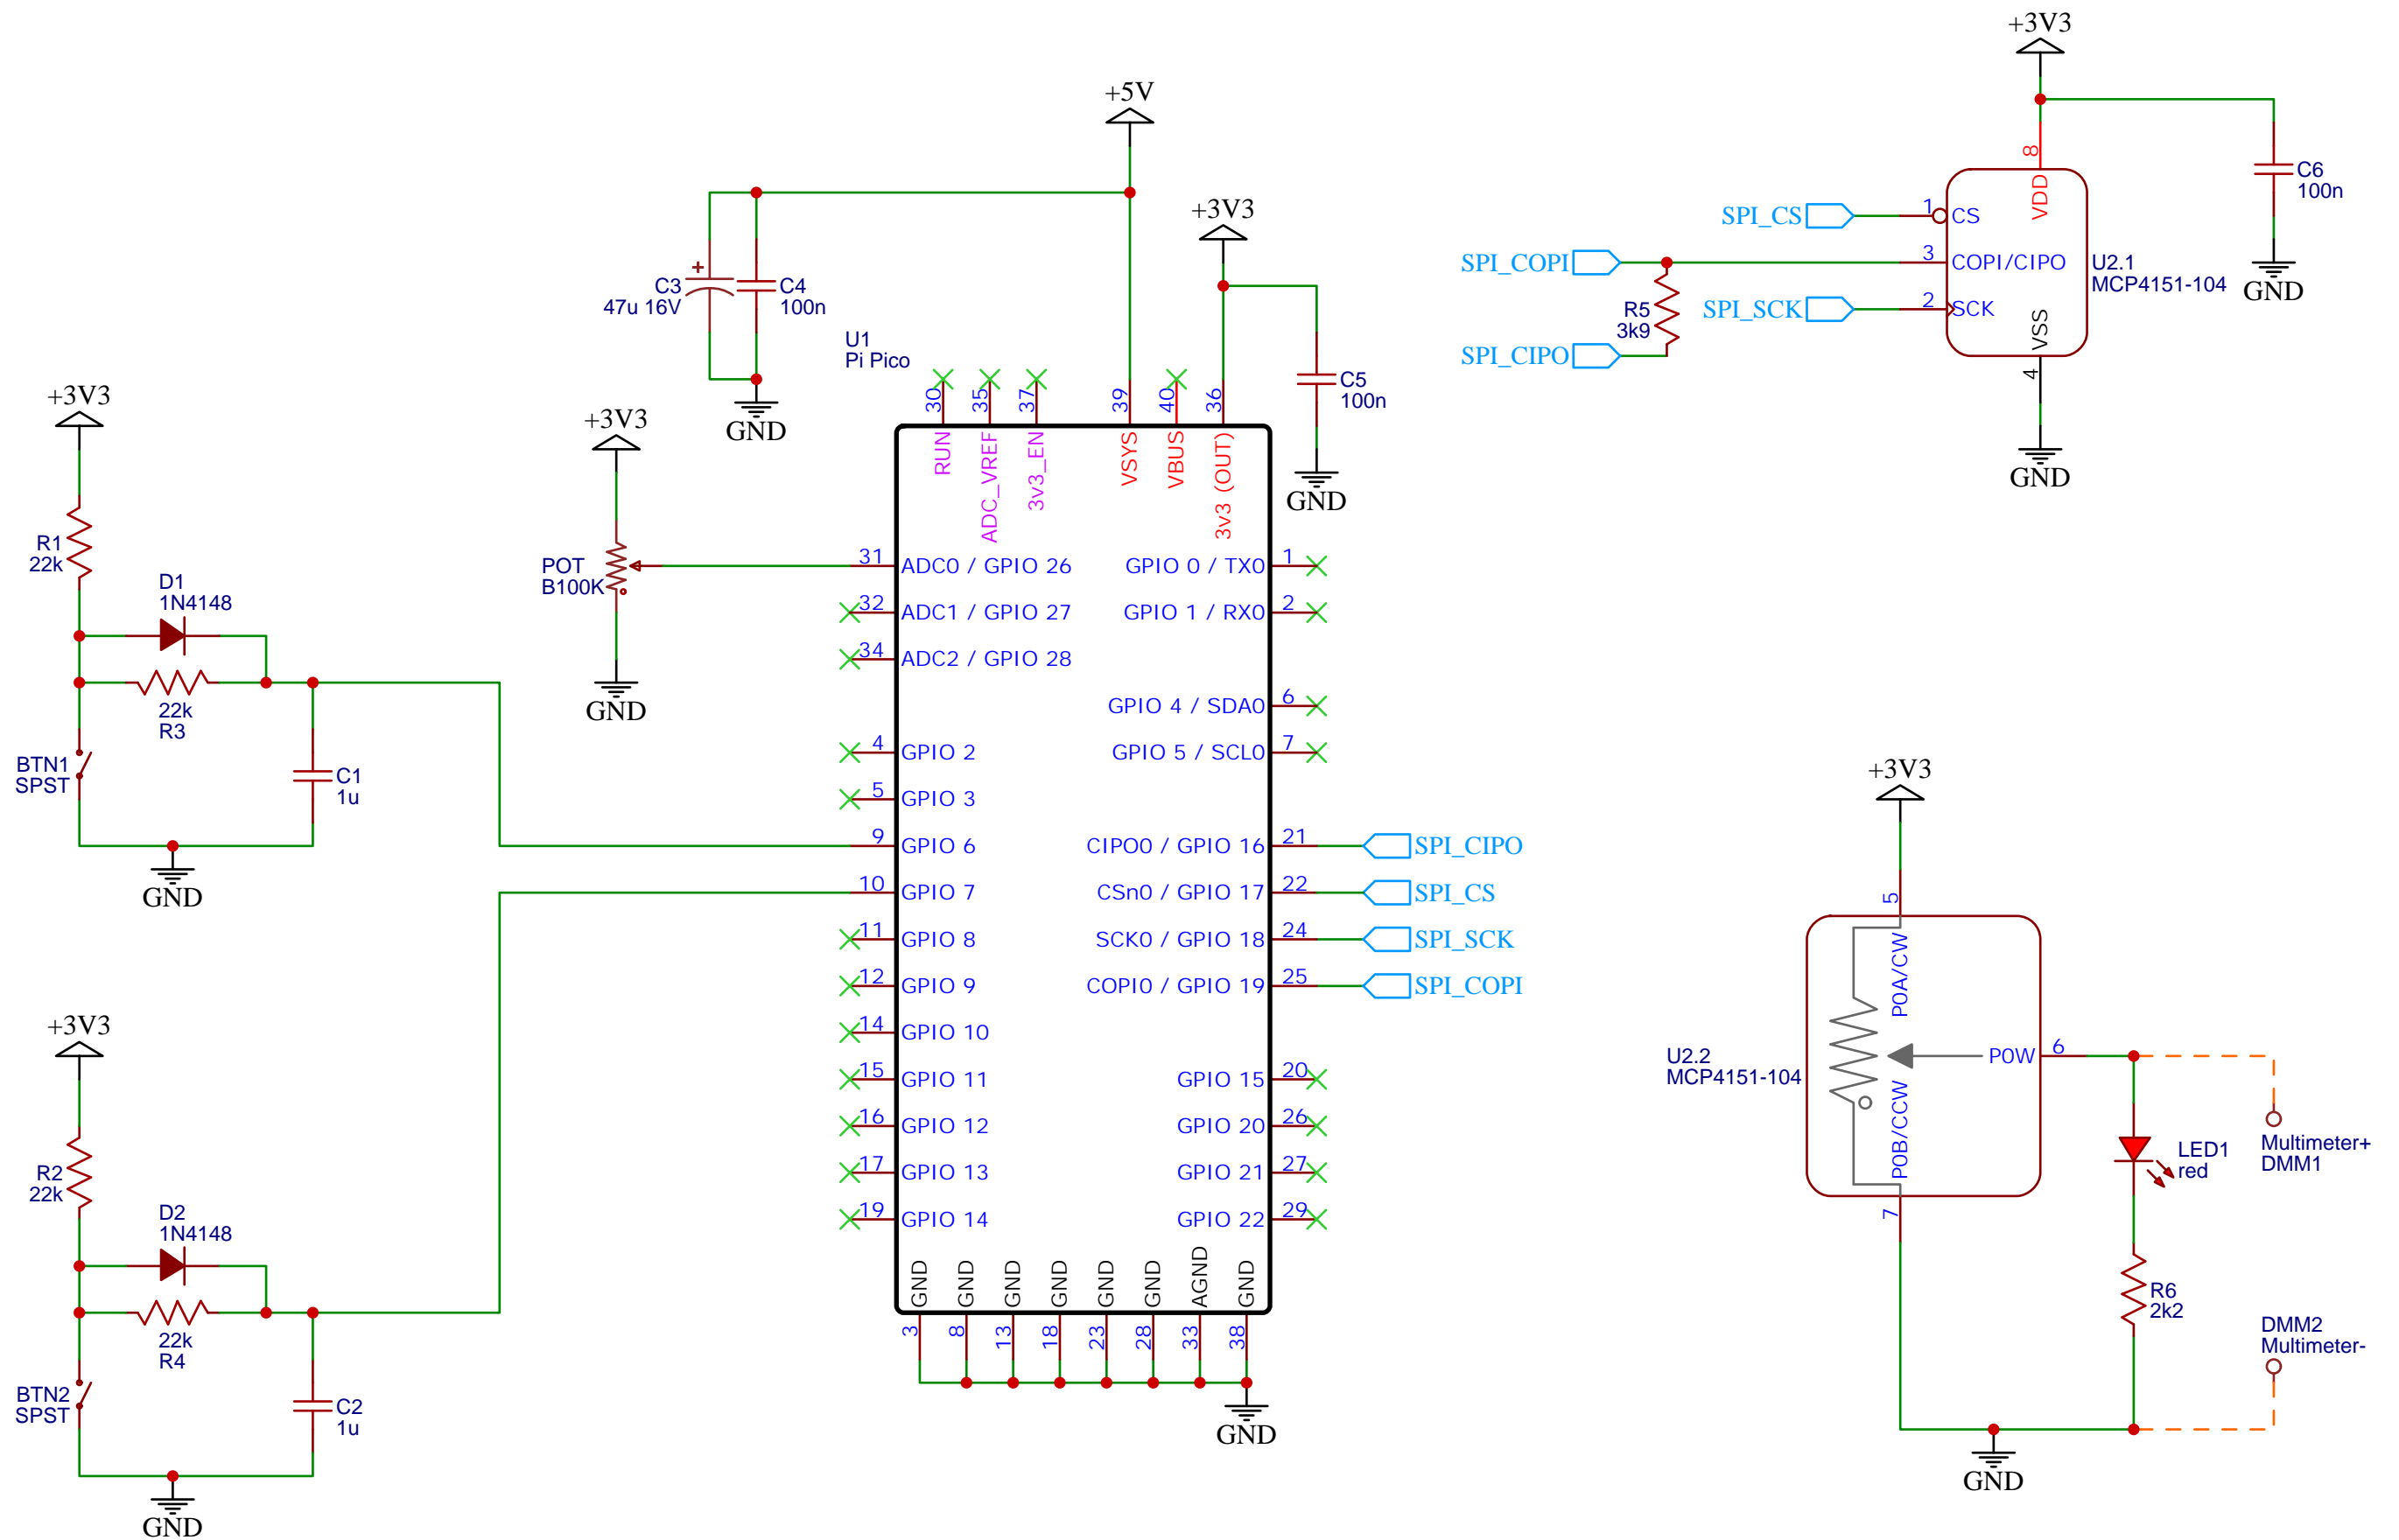 +3V3
R1
22k
D1
1N4148
22k
R3
BTN1
SPST
C1
1u
GND
+3V3
R2
22k
D2
1N4148
22k
R4
BTN2
SPST
C2
1u
GND
+5V
+
C3
47u 16V
C4
100n
GND
+3V3
POT
B100K
GND
+3V3
C5
100n
GND
U1
Pi Pico
30
35
37
39
40
36
RUN
ADC_VREF
3v3_EN
VSYS
VBUS
3v3 (OUT)
31 ADC0 / GPIO 26
32 ADC1 / GPIO 27
34 ADC2 / GPIO 28
4 GPIO 2
5 GPIO 3
9 GPIO 6
10 GPIO 7
11 GPIO 8
12 GPIO 9
14 GPIO 10
15 GPIO 11
16 GPIO 12
17 GPIO 13
19 GPIO 14
GPIO 0 / TX0 1
GPIO 1 / RX0 2
GPIO 4 / SDA0 6
GPIO 5 / SCL0 7
CIPO0 / GPIO 16 21 SPI_CIPO
CSn0 / GPIO 17 22 SPI_CS
SCK0 / GPIO 18 24 SPI_SCK
COPI0 / GPIO 19 25 SPI_COPI
GPIO 15 20
GPIO 20 26
GPIO 21 27
GPIO 22 29
GND
GND
GND
GND
GND
GND
AGND
GND
3
8
13
18
23
28
33
38
GND
+3V3
8
VDD
SPI_CS 1 CS
SPI_COPI 3 COPI/CIPO
SPI_SCK 2 SCK
R5
3k9
SPI_CIPO
VSS
4
GND
U2.1
MCP4151-104
C6
100n
GND
+3V3
5
P0A/CW
U2.2
MCP4151-104
P0W 6
P0B/CCW
7
LED1
red
R6
2k2
Multimeter+
DMM1
DMM2
Multimeter-
GND